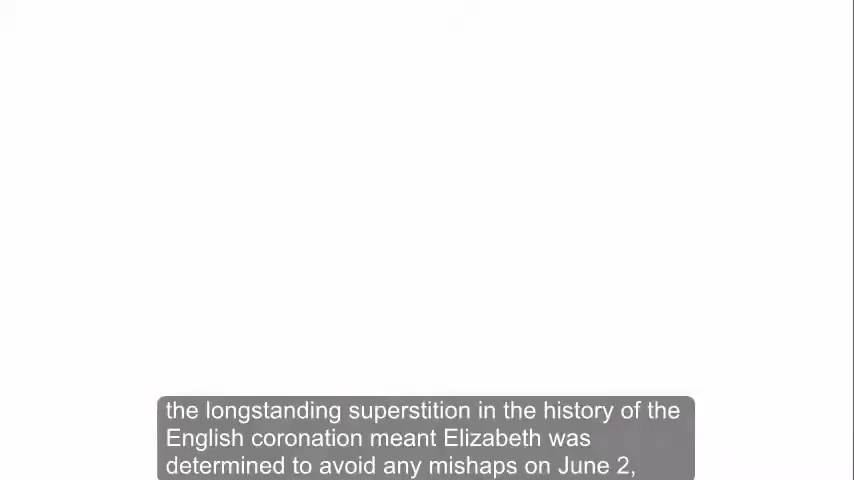 the longstanding superstition in the history of the
English coronation meant Elizabeth was
determined to avoid any mishaps on June 2,